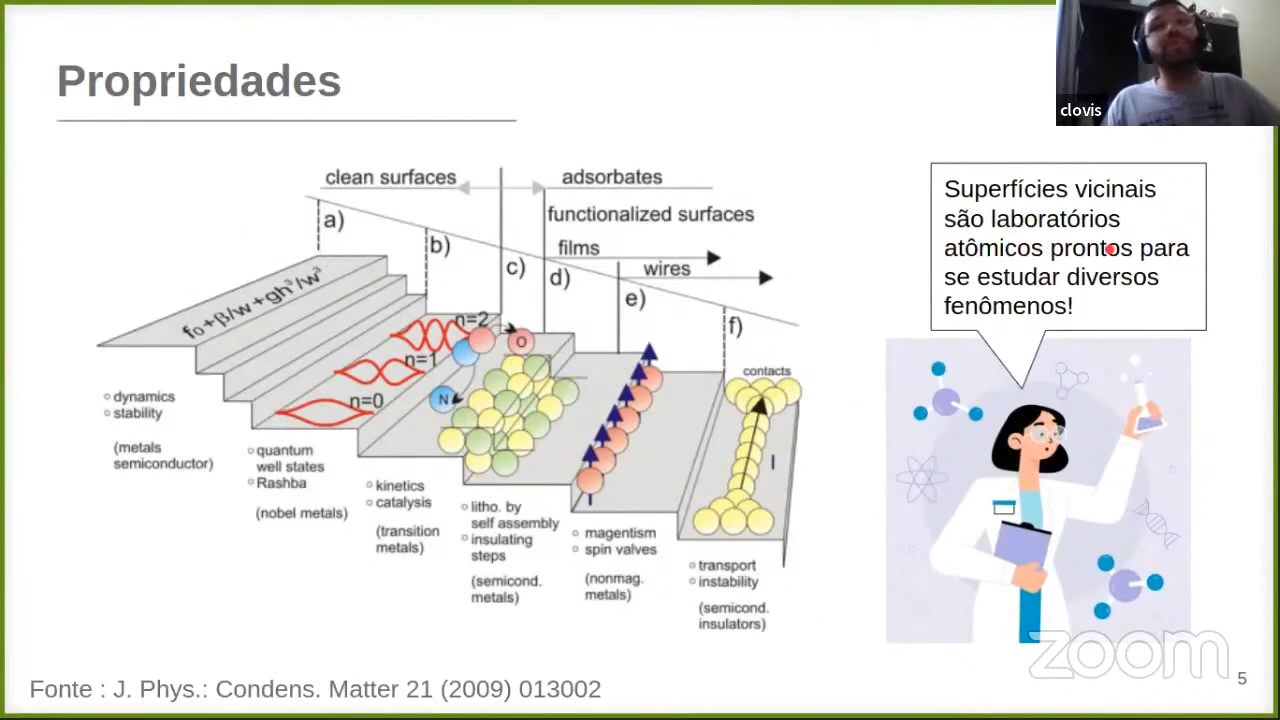 Propriedades
clovis
clean surfaces
adsorbates
functionalized surfaces
films
wires
a)
b)
c)
d)
e)
f)
f₀+β/w+gh³/w³
n=2
n=1
n=0
O
N
contacts
I
○ dynamics
○ stability
(metals
semiconductor)
○ quantum
well states
○ Rashba
(nobel metals)
○ kinetics
○ catalysis
(transition
metals)
○ litho. by
self assembly
○ insulating
steps
(semicond.
metals)
○ magentism
○ spin valves
(nonmag.
metals)
○ transport
○ instability
(semicond.
insulators)
Superfícies vicinais
são laboratórios
atômicos prontos para
se estudar diversos
fenômenos!
zoom
Fonte : J. Phys.: Condens. Matter 21 (2009) 013002
5